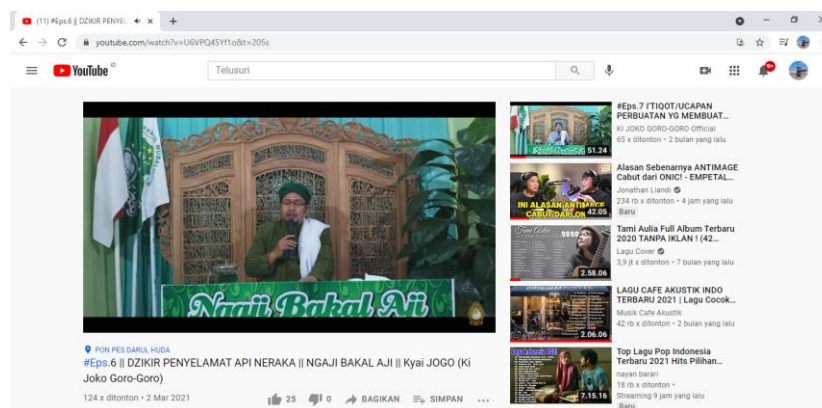 (11) #Eps.6 || DZIKIR PENYEL
youtube.com/watch?v=U6VPQ45Yf1o&t=205s
YouTube ID
Telusuri
9+
Ngaji Bakal Aji
PON PES DARUL HUDA
#Eps.6 || DZIKIR PENYELAMAT API NERAKA || NGAJI BAKAL AJI || Kyai JOGO (Ki
Joko Goro-Goro)
124 x ditonton • 2 Mar 2021
25
0
BAGIKAN
SIMPAN
51.24
#Eps.7 I'TIQOT/UCAPAN
PERBUATAN YG MEMBUAT...
KI JOKO GORO-GORO Official
65 x ditonton • 2 bulan yang lalu
INI ALASAN ANTIMAGE
CABUT DARI ONIC
42.05
Alasan Sebenarnya ANTIMAGE
Cabut dari ONIC! - EMPETAL...
Jonathan Liandi
234 rb x ditonton • 4 jam yang lalu
Baru
Tami Aulia 2020
2.58.06
Tami Aulia Full Album Terbaru
2020 TANPA IKLAN ! (42...
Lagu Cover
3,9 jt x ditonton • 7 bulan yang lalu
2.06.06
LAGU CAFE AKUSTIK INDO
TERBARU 2021 | Lagu Cocok...
Musik Cafe Akustik
42 rb x ditonton • 2 bulan yang lalu
7.15.16
Top Lagu Pop Indonesia
Terbaru 2021 Hits Pilihan...
nayan barari
18 rb x ditonton •
Streaming 9 jam yang lalu
Baru